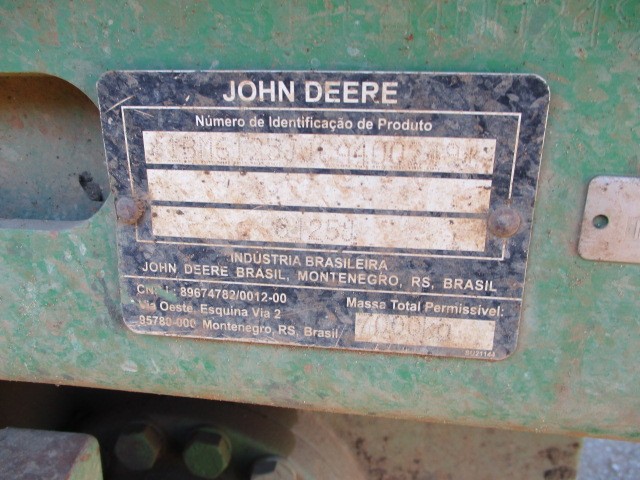 JOHN DEERE
Número de Identificação de Produto
6125J
INDÚSTRIA BRASILEIRA
JOHN DEERE BRASIL, MONTENEGRO, RS, BRASIL
89674782/0012-00
Via Oeste: Esquina Via 2
95780-000 Montenegro, RS, Brasil
Massa Total Permissível: